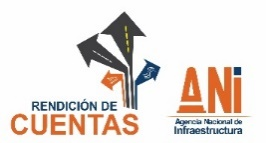 RENDICIÓN DE
CUENTAS
ANI
Agencia Nacional de
Infraestructura